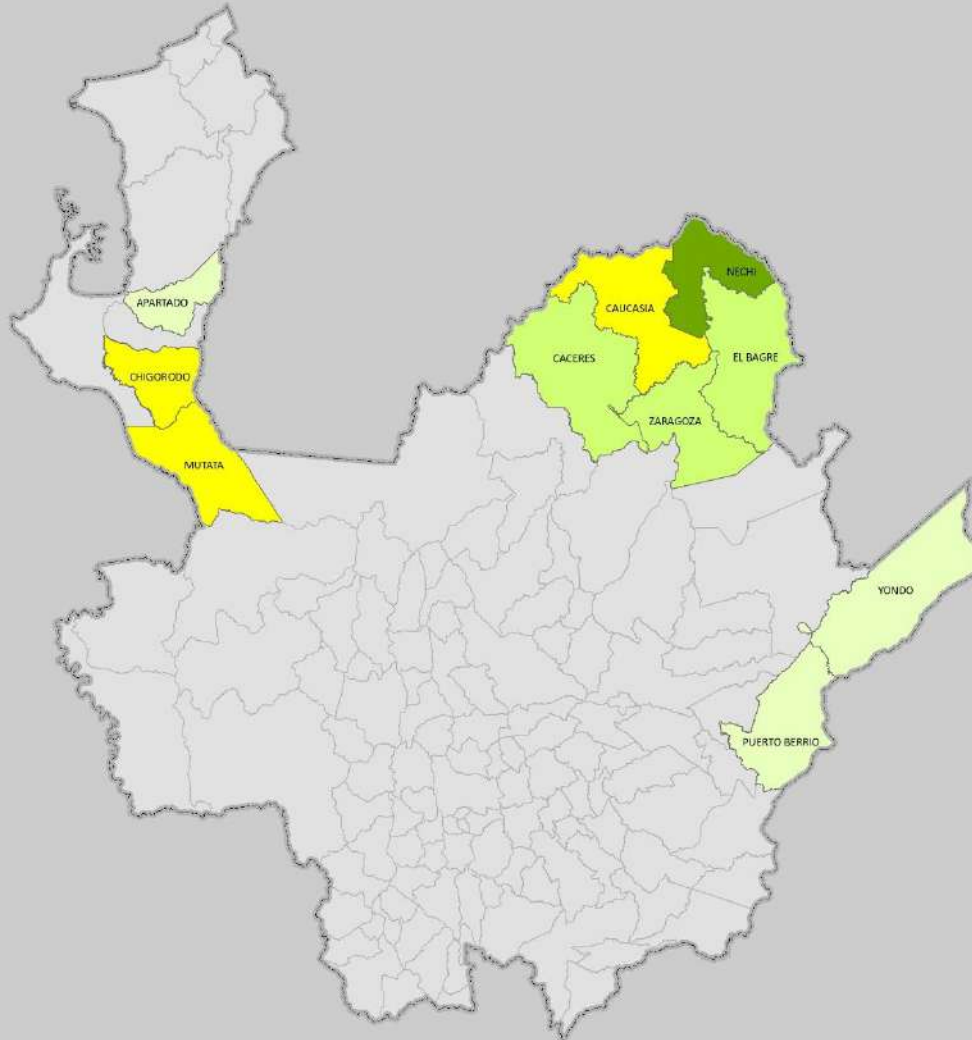 NECHI
APARTADO
CAUCASIA
CACERES
EL BAGRE
CHIGORODO
ZARAGOZA
MUTATA
YONDO
PUERTO BERRIO